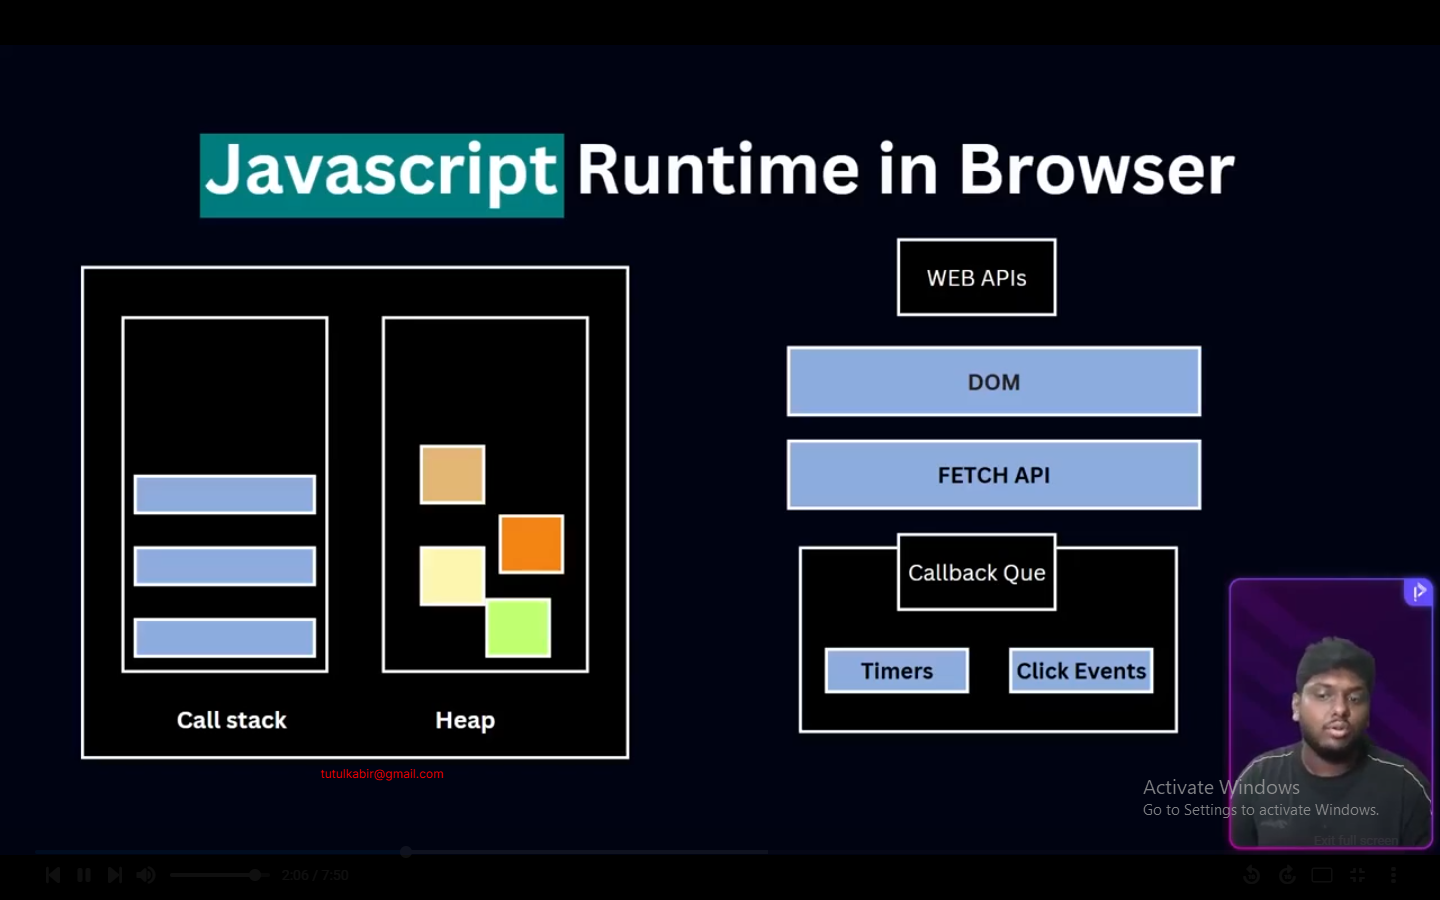 Javascript Runtime in Browser
WEB APIs
DOM
FETCH API
Callback Que
Timers
Click Events
Call stack
Heap
tutulkabir@gmail.com
Activate Windows
Go to Settings to activate Windows.
Exit full screen
2:06 / 7:50